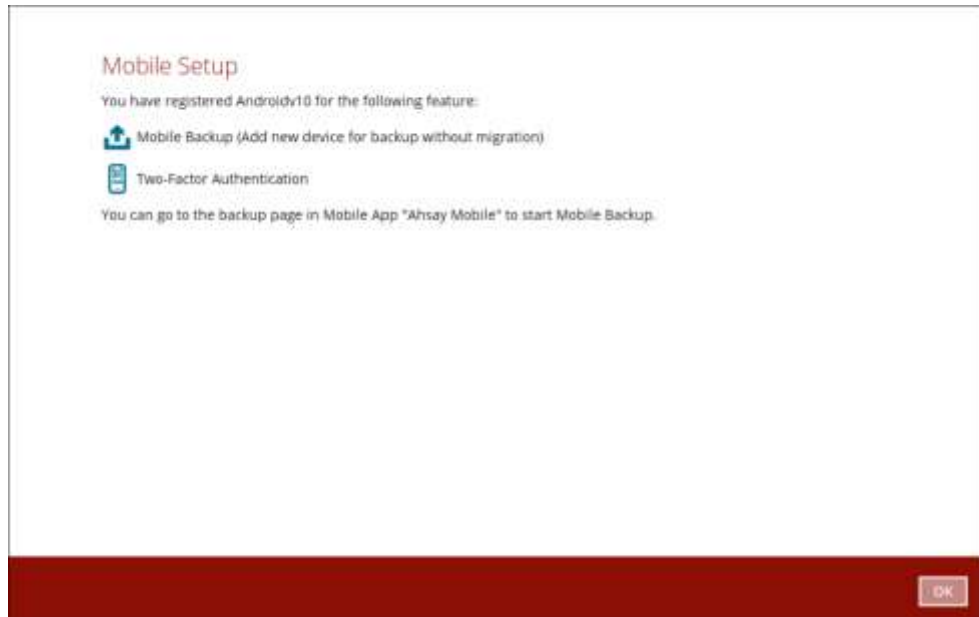 Mobile Setup
You have registered Androidv10 for the following feature:
Mobile Backup (Add new device for backup without migration)
Two-Factor Authentication
You can go to the backup page in Mobile App "Ahsay Mobile" to start Mobile Backup.
OK